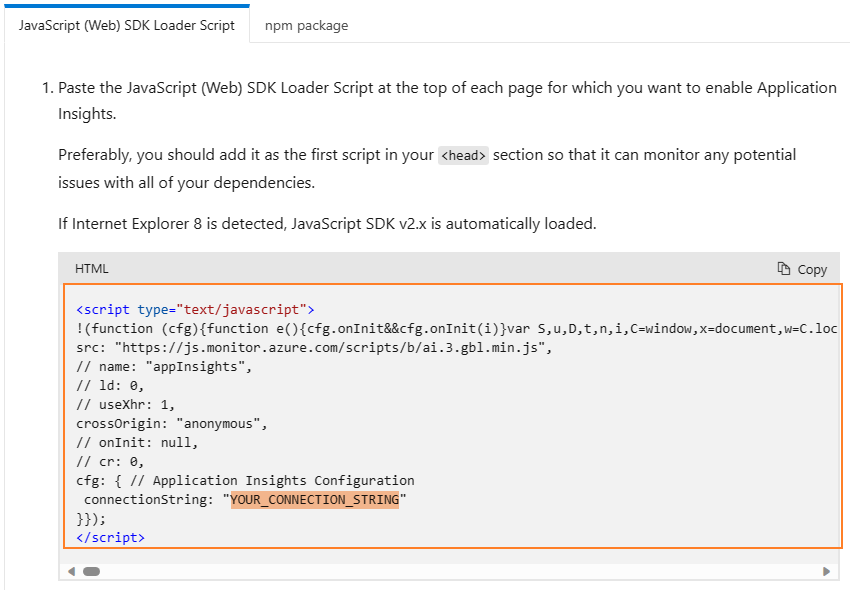 JavaScript (Web) SDK Loader Script npm package
1. Paste the JavaScript (Web) SDK Loader Script at the top of each page for which you want to enable Application
Insights.
Preferably, you should add it as the first script in your <head> section so that it can monitor any potential
issues with all of your dependencies.
If Internet Explorer 8 is detected, JavaScript SDK v2.x is automatically loaded.
HTML Copy
<script type="text/javascript">
!(function (cfg){function e(){cfg.onInit&&cfg.onInit(i)}var S,u,D,t,n,i,C=window,x=document,w=C.loc
src: "https://js.monitor.azure.com/scripts/b/ai.3.gbl.min.js",
// name: "appInsights",
// ld: 0,
// useXhr: 1,
crossOrigin: "anonymous",
// onInit: null,
// cr: 0,
cfg: { // Application Insights Configuration
connectionString: "YOUR_CONNECTION_STRING"
}});
</script>